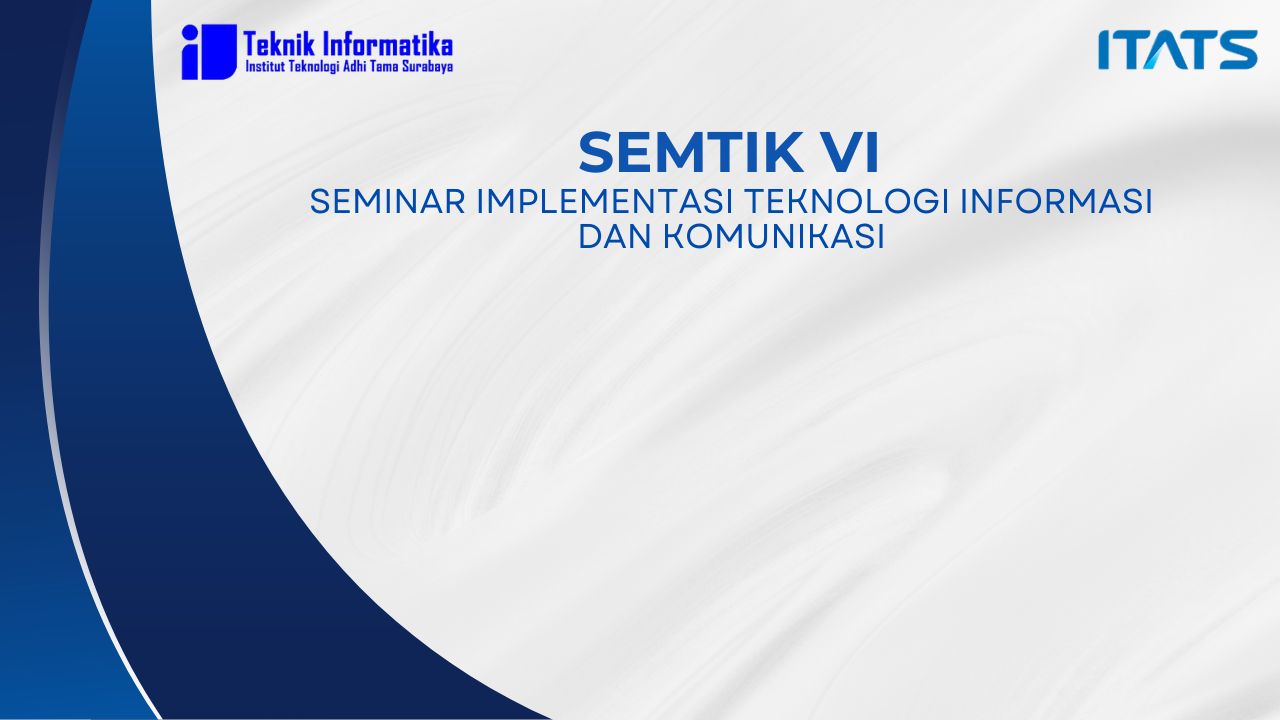 Teknik Informatika
Institut Teknologi Adhi Tama Surabaya
ITATS
SEMTIK VI
SEMINAR IMPLEMENTASI TEKNOLOGI INFORMASI
DAN KOMUNIKASI